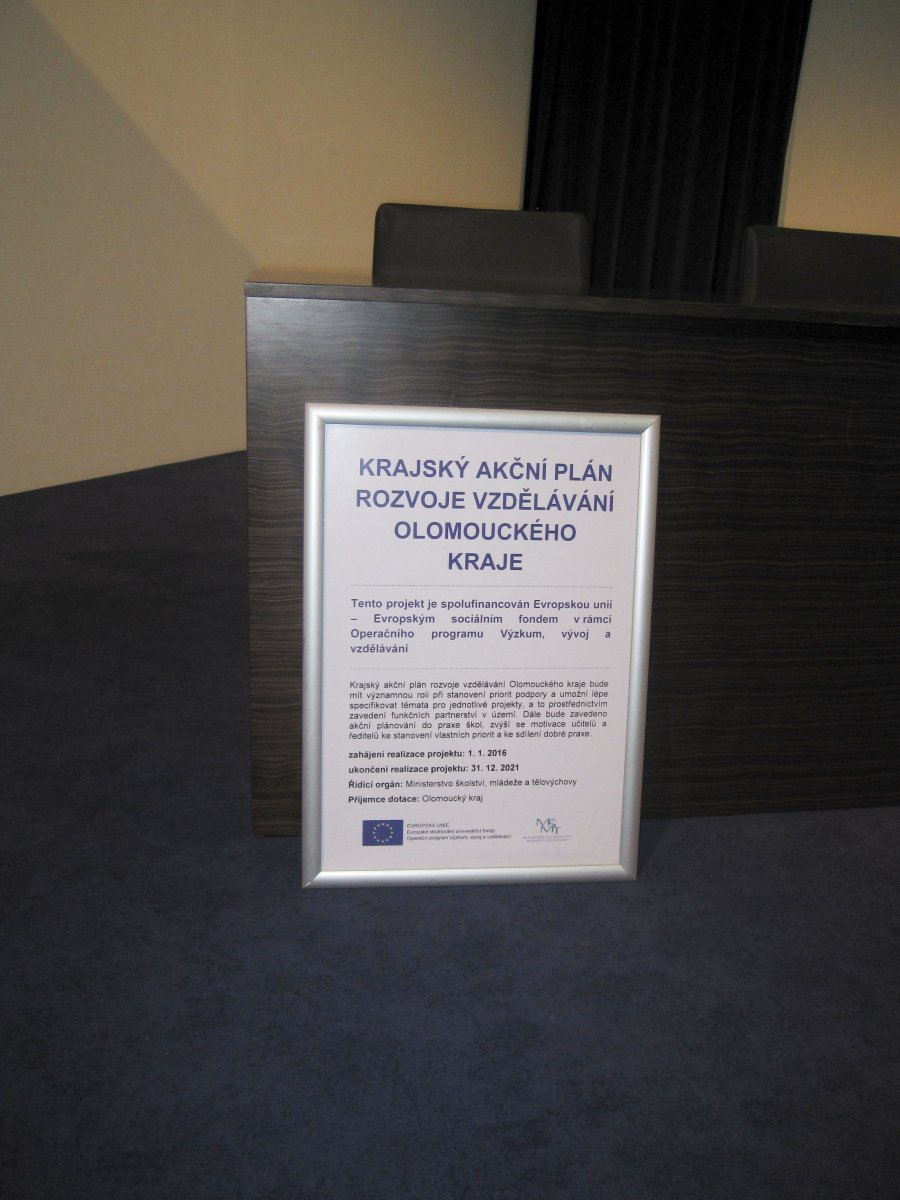 KRAJSKÝ AKČNÍ PLÁN
ROZVOJE VZDĚLÁVÁNÍ
OLOMOUCKÉHO
KRAJE
Tento projekt je spolufinancován Evropskou unií
– Evropským sociálním fondem v rámci
Operačního programu Výzkum, vývoj a
vzdělávání
Krajský akční plán rozvoje vzdělávání Olomouckého kraje bude
mít významnou roli při stanovení priorit podpory a umožní lépe
specifikovat témata pro jednotlivé projekty, a to prostřednictvím
zavedení funkčních partnerství v území. Dále bude zavedeno
akční plánování do praxe škol, zvýší se motivace učitelů a
ředitelů ke stanovení vlastních priorit a ke sdílení dobré praxe.
zahájení realizace projektu: 1. 1. 2016
ukončení realizace projektu: 31. 12. 2021
Řídící orgán: Ministerstvo školství, mládeže a tělovýchovy
Příjemce dotace: Olomoucký kraj
EVROPSKÁ UNIE
Evropské strukturální a investiční fondy
Operační program Výzkum, vývoj a vzdělávání
MŠMT